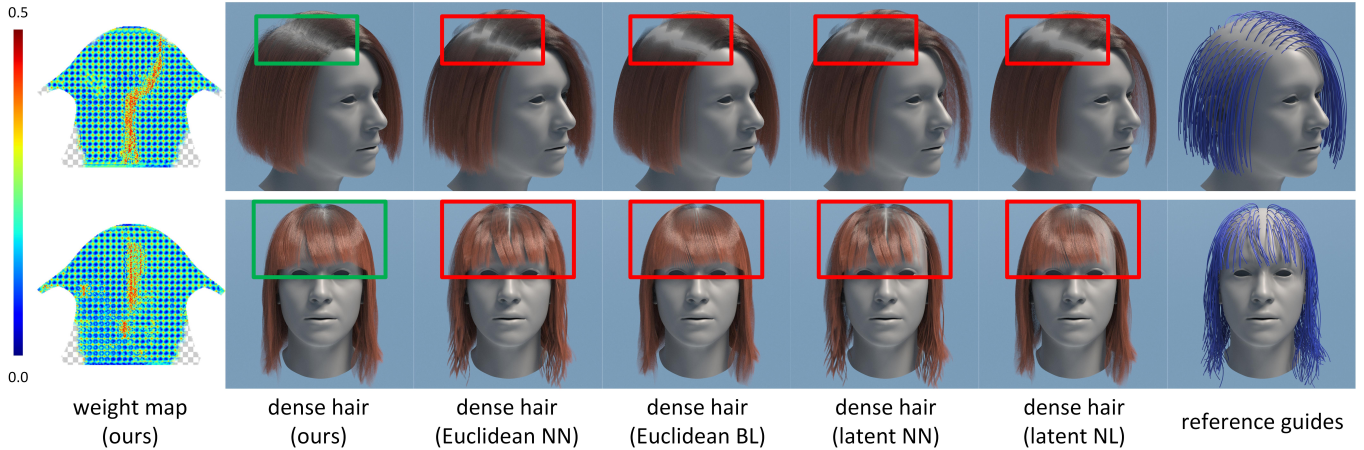 0.5
0.0
weight map
(ours)
dense hair
(ours)
dense hair
(Euclidean NN)
dense hair
(Euclidean BL)
dense hair
(latent NN)
dense hair
(latent NL)
reference guides